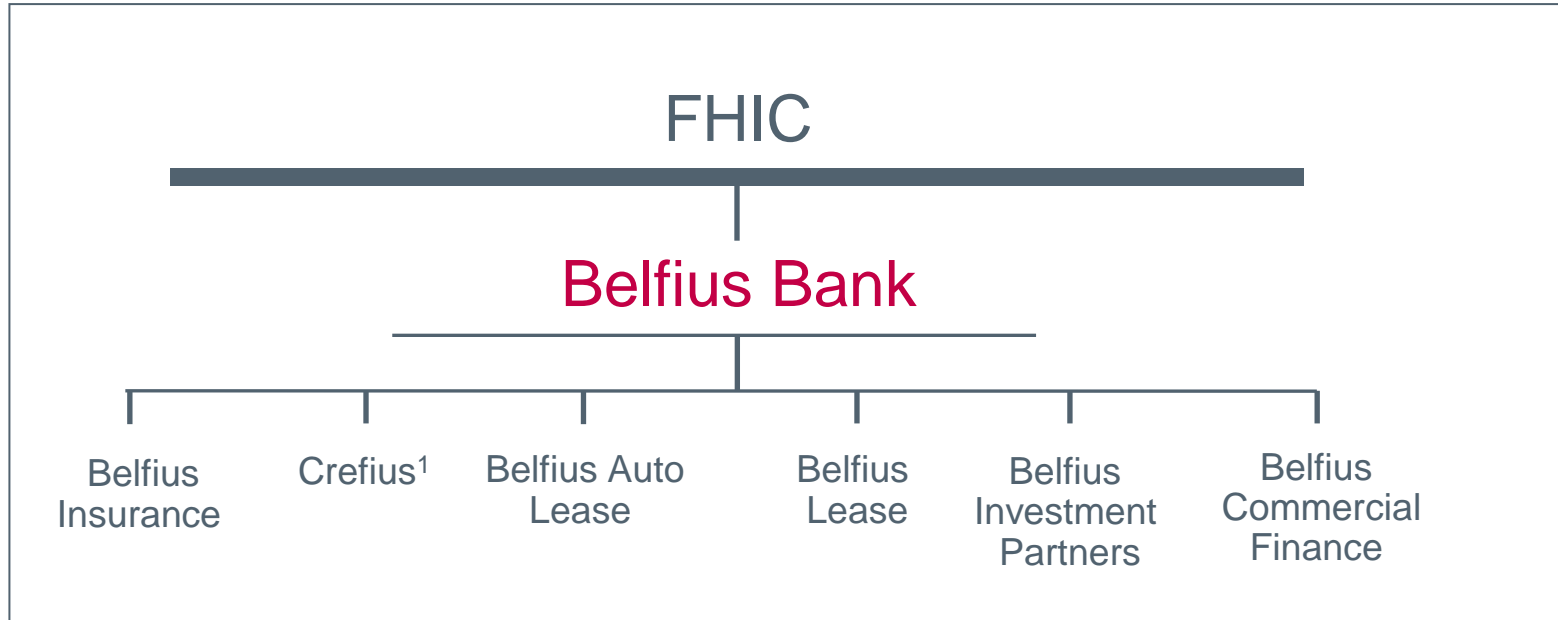 FHIC
Belfius Bank
Belfius
Insurance
Crefius¹
Belfius Auto
Lease
Belfius
Lease
Belfius
Investment
Partners
Belfius
Commercial
Finance